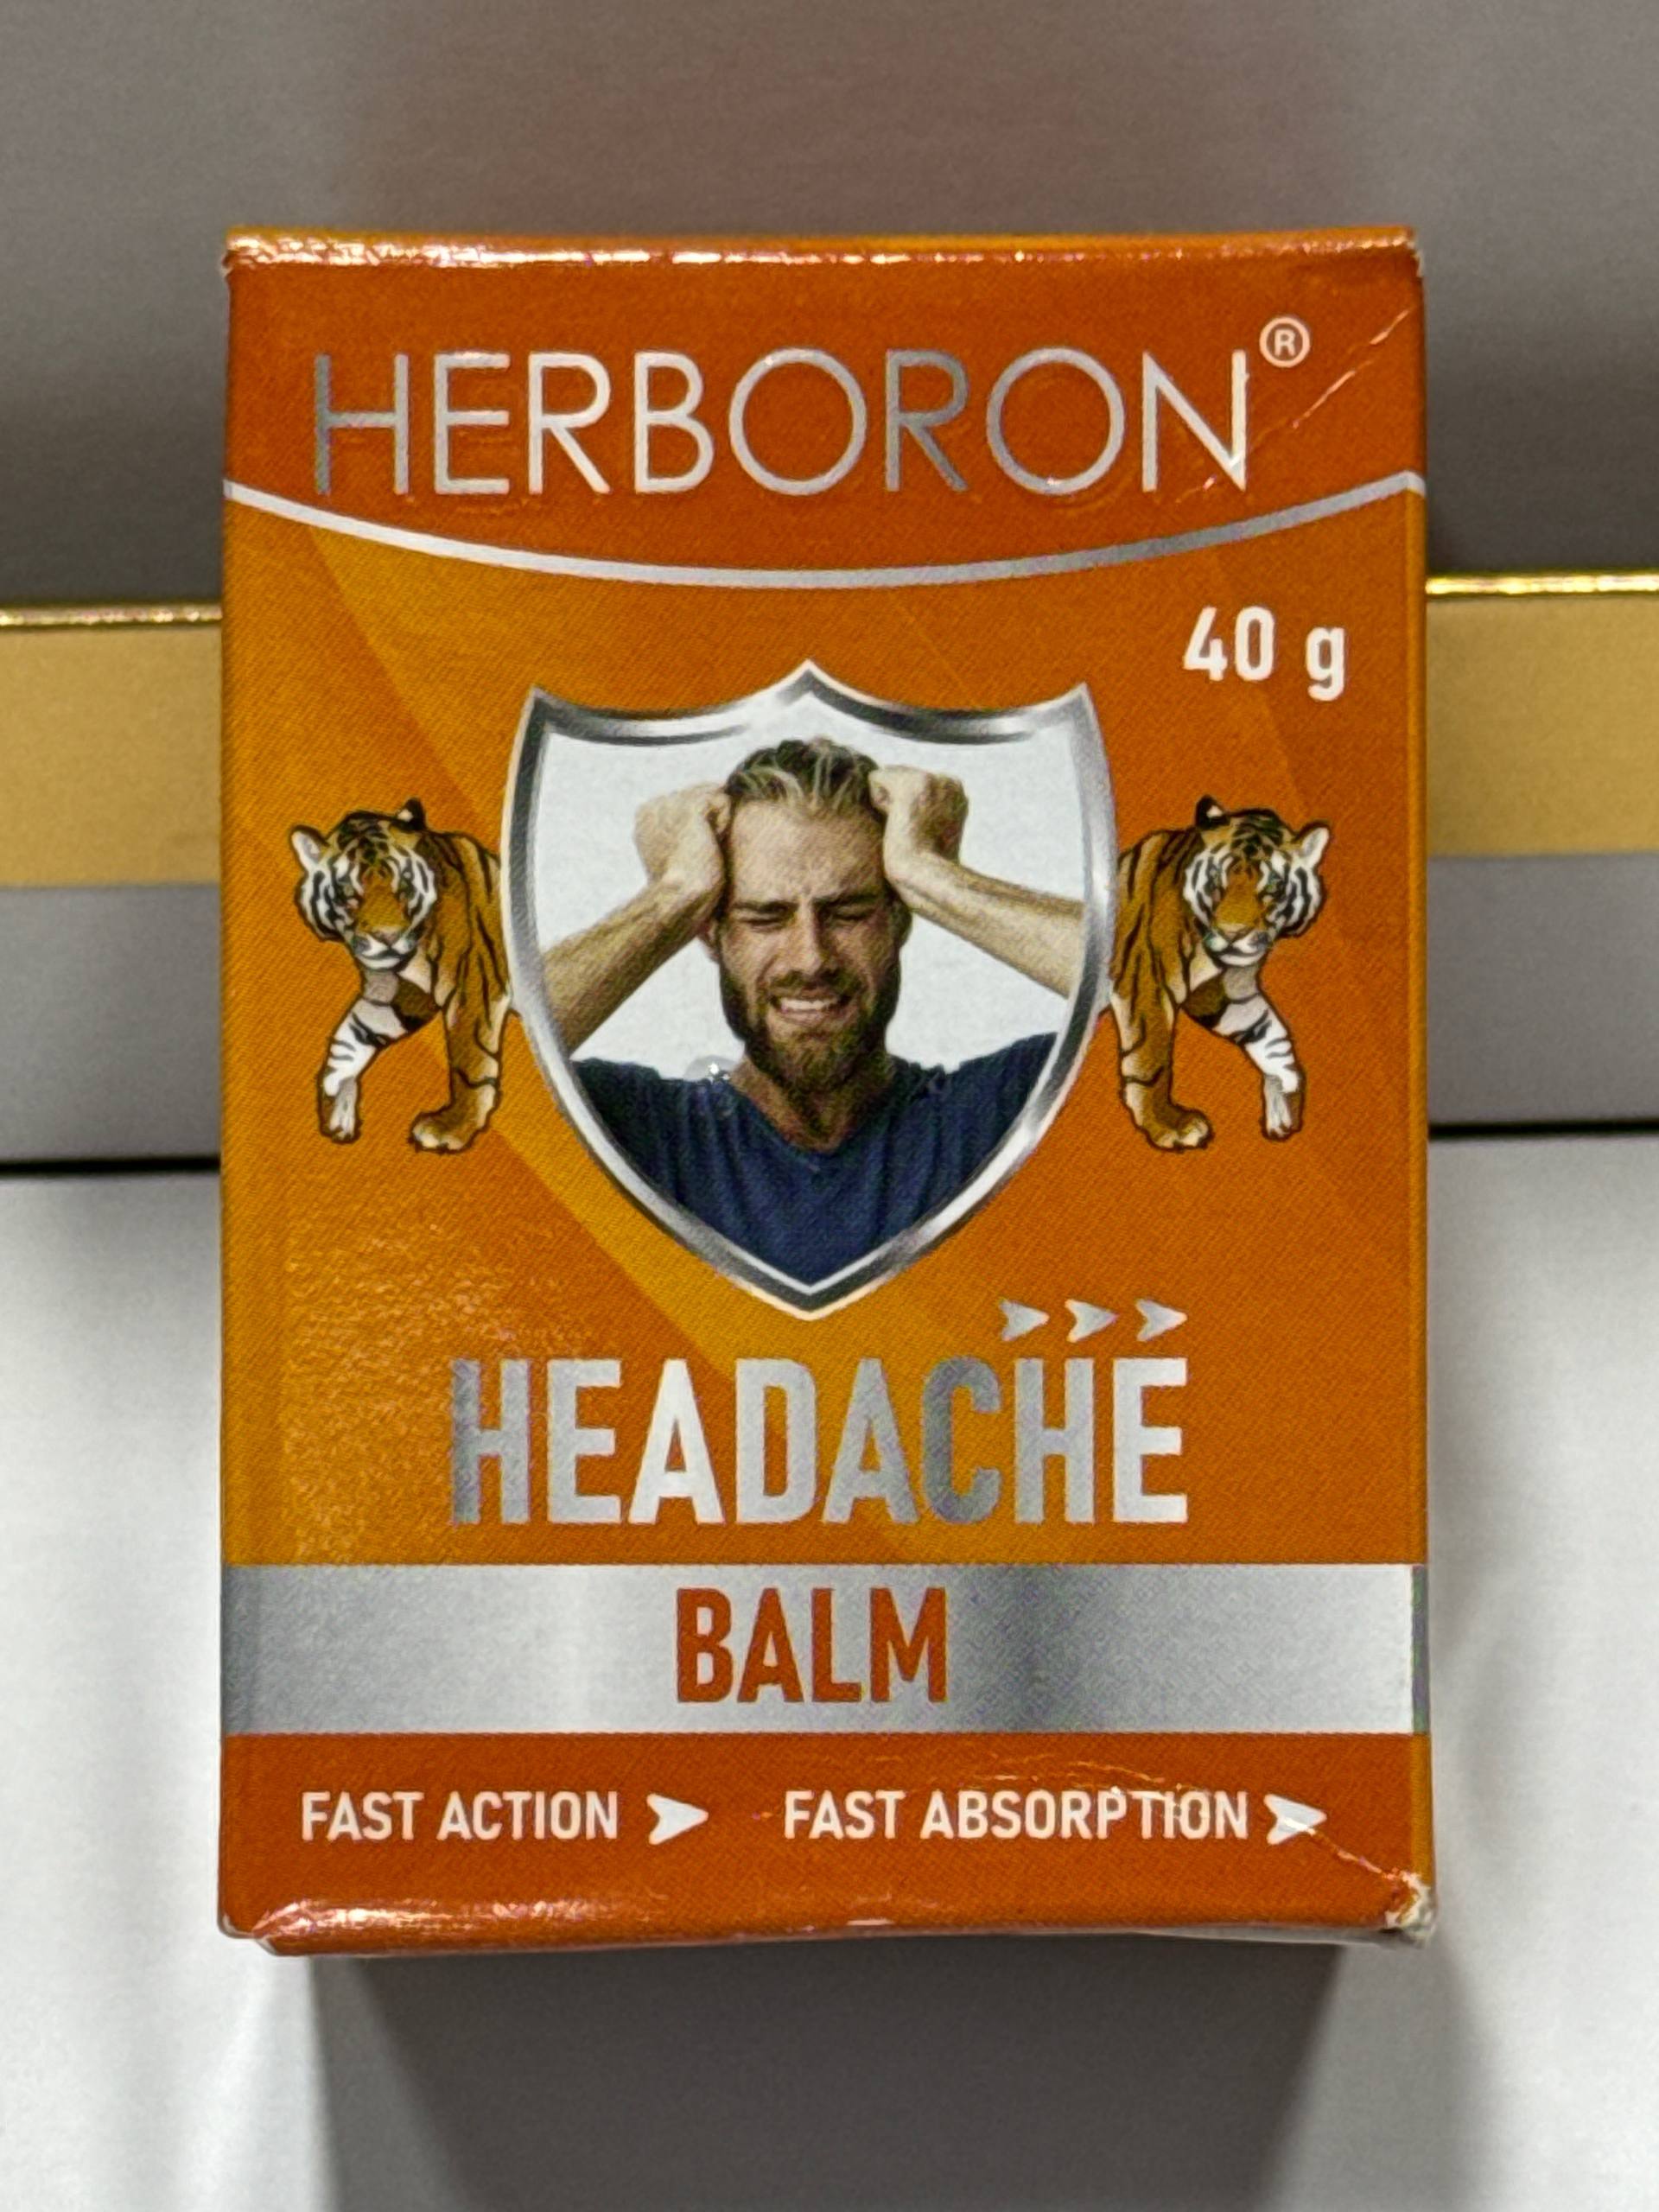 HERBORON®
40 g
HEADACHE
BALM
FAST ACTION FAST ABSORPTION